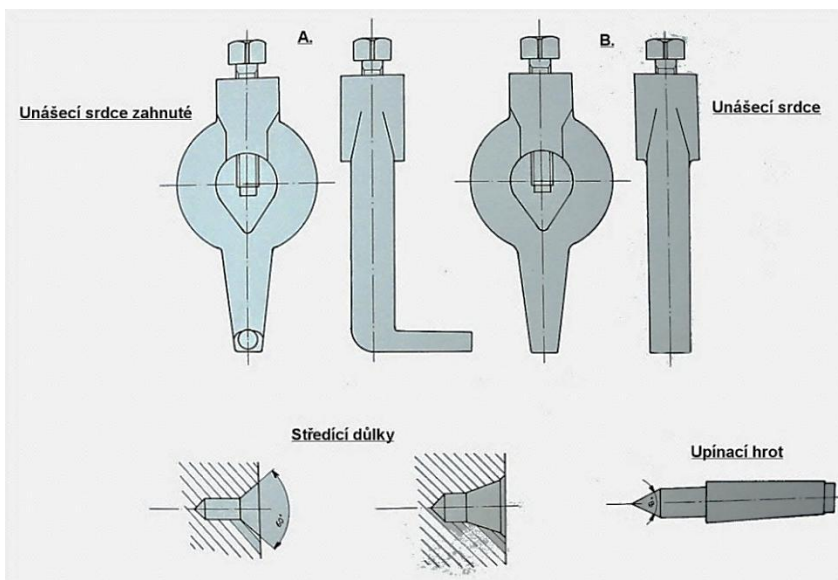 A.
B.
Unášecí srdce zahnuté
Unášecí srdce
Středící důlky
Upínací hrot
60°